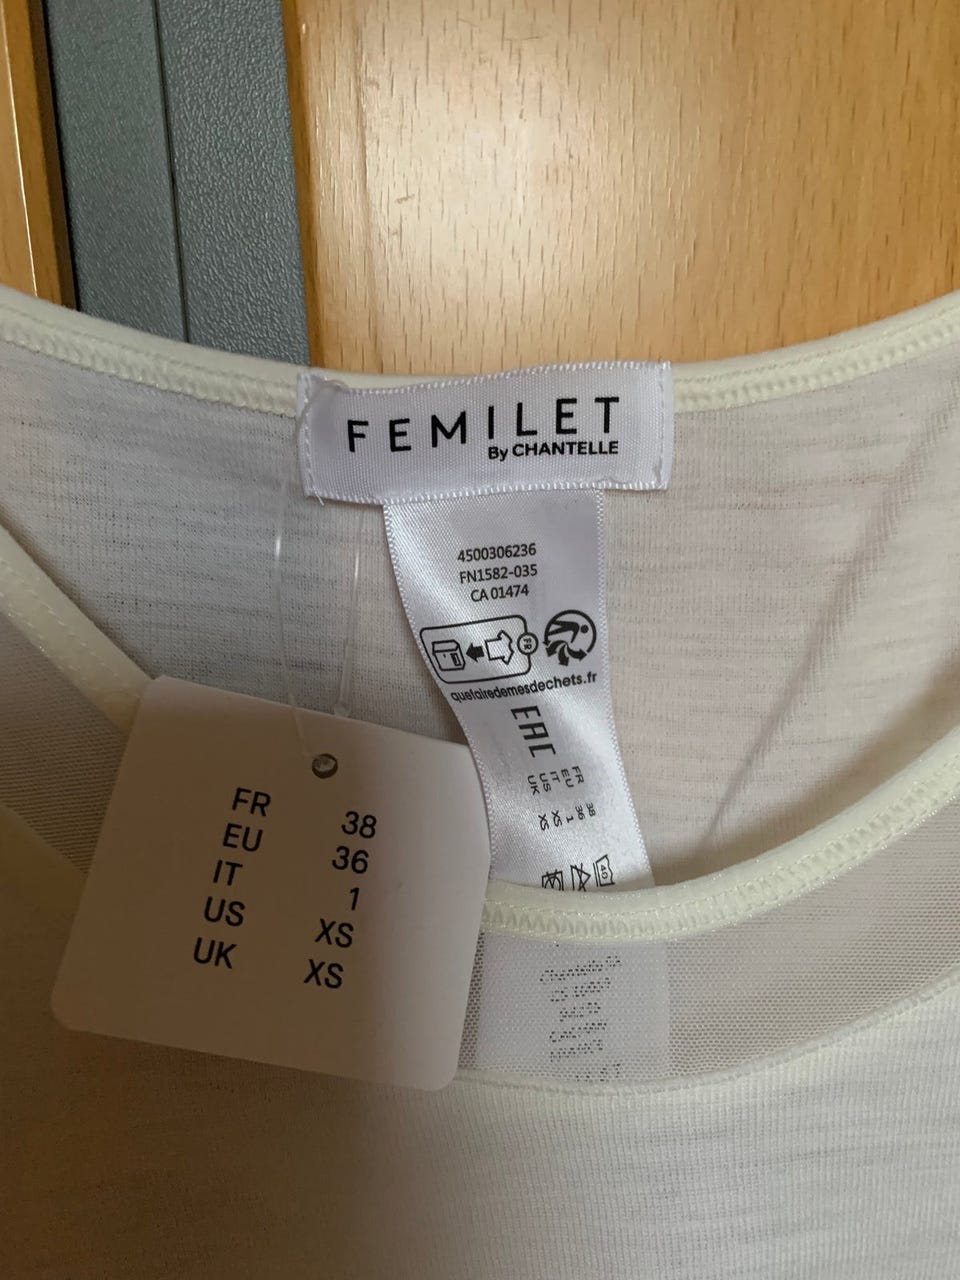 FEMILET
By CHANTELLE
4500306236
FN1582-035
CA 01474
FR
quefairedemesdechets.fr
EAC
FR 38
EU 36
IT 1
US XS
UK XS
40
FR 38
EU 36
IT 1
US XS
UK XS